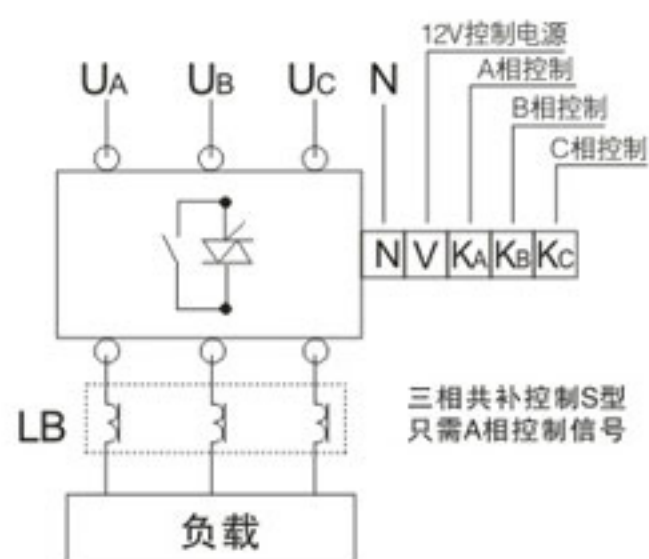 12V控制电源
UA UB UC N A相控制
B相控制
C相控制
N V KA KB KC
三相共补控制S型
LB 只需A相控制信号
负载